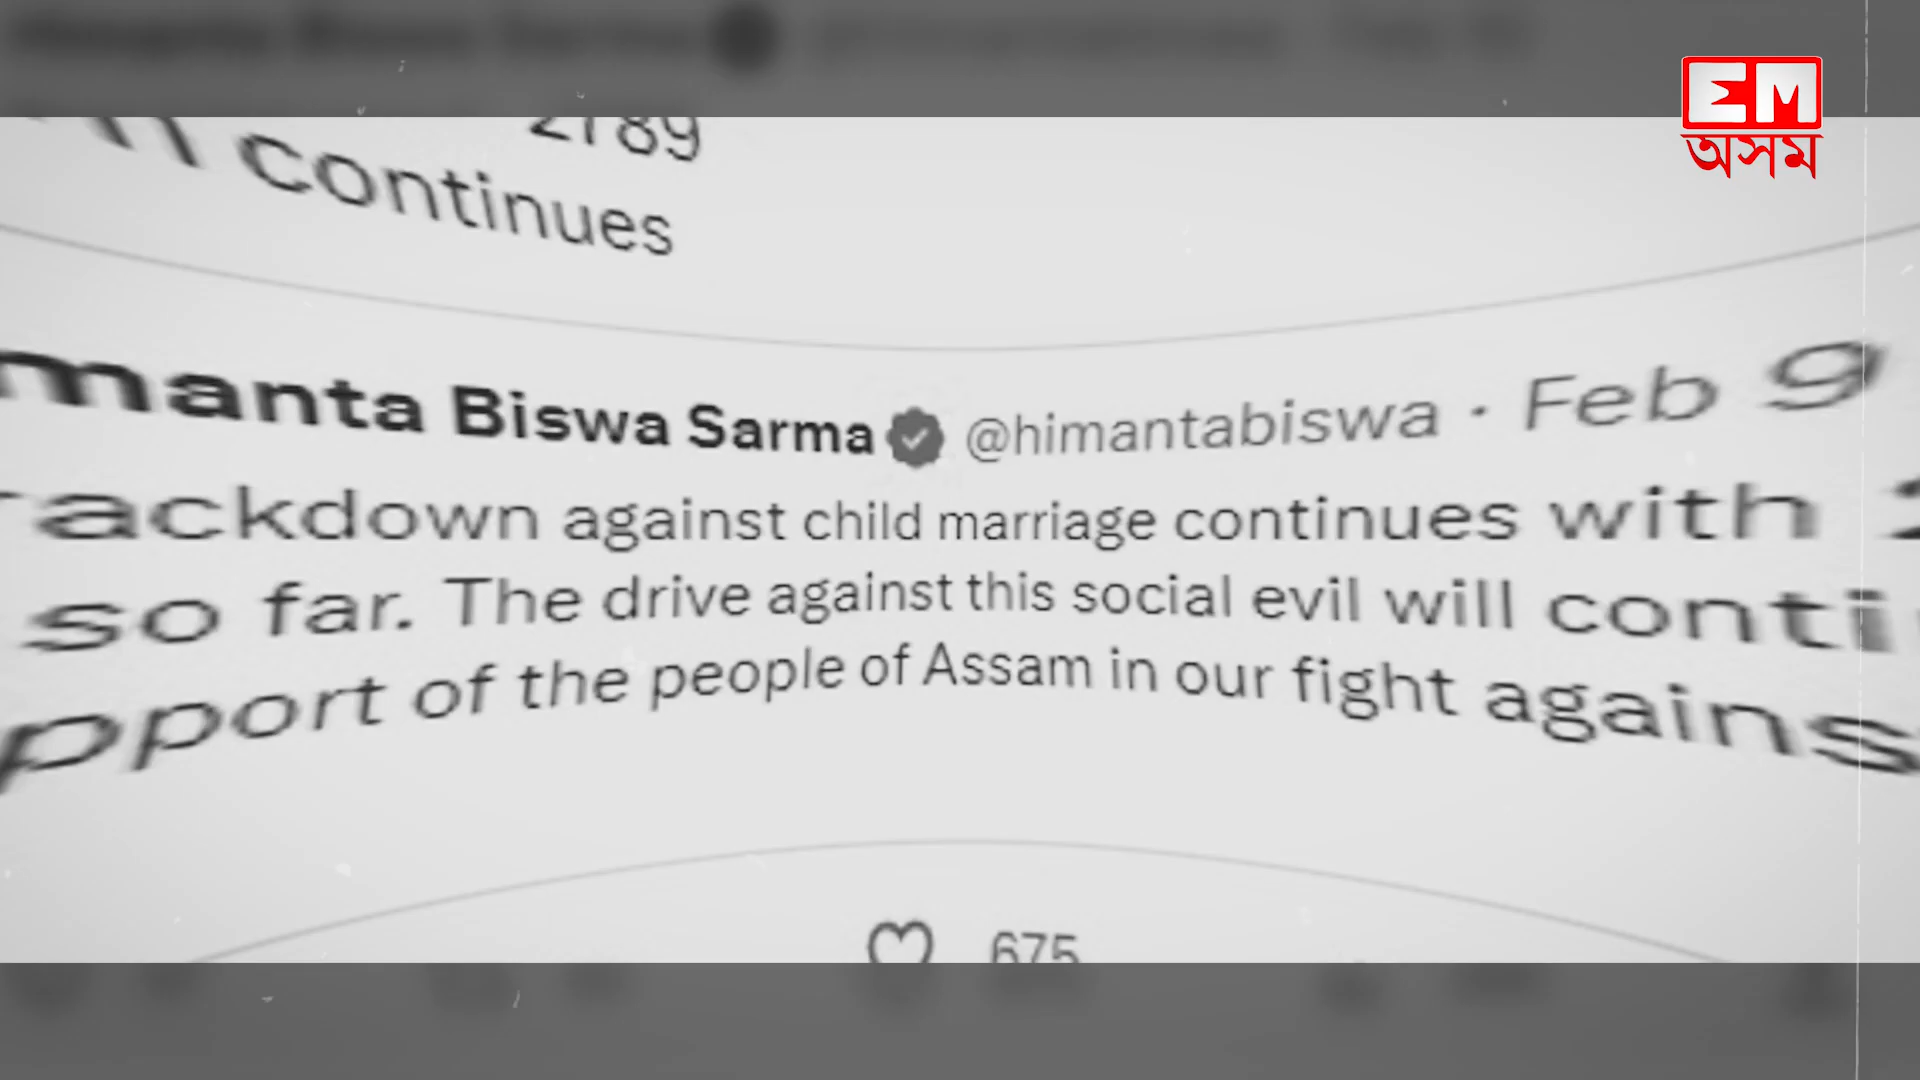 EM
অসম
2789
continues
manta Biswa Sarma @himantabiswa · Feb 9
ackdown against child marriage continues with
so far. The drive against this social evil will conti
pport of the people of Assam in our fight agains
675